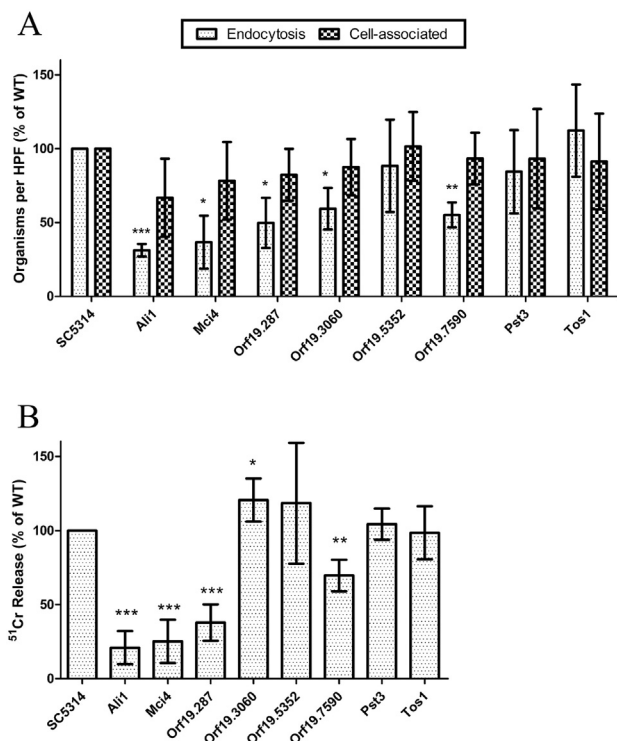 A
Endocytosis Cell-associated
Organisms per HPF (% of WT)
150
100
50
0
*** * * * **
SC5314 Ali1 Mci4 Orf19.287 Orf19.3060 Orf19.5352 Orf19.7590 Pst3 Tos1
B
⁵¹Cr Release (% of WT)
150
100
50
0
*** *** *** * **
SC5314 Ali1 Mci4 Orf19.287 Orf19.3060 Orf19.5352 Orf19.7590 Pst3 Tos1